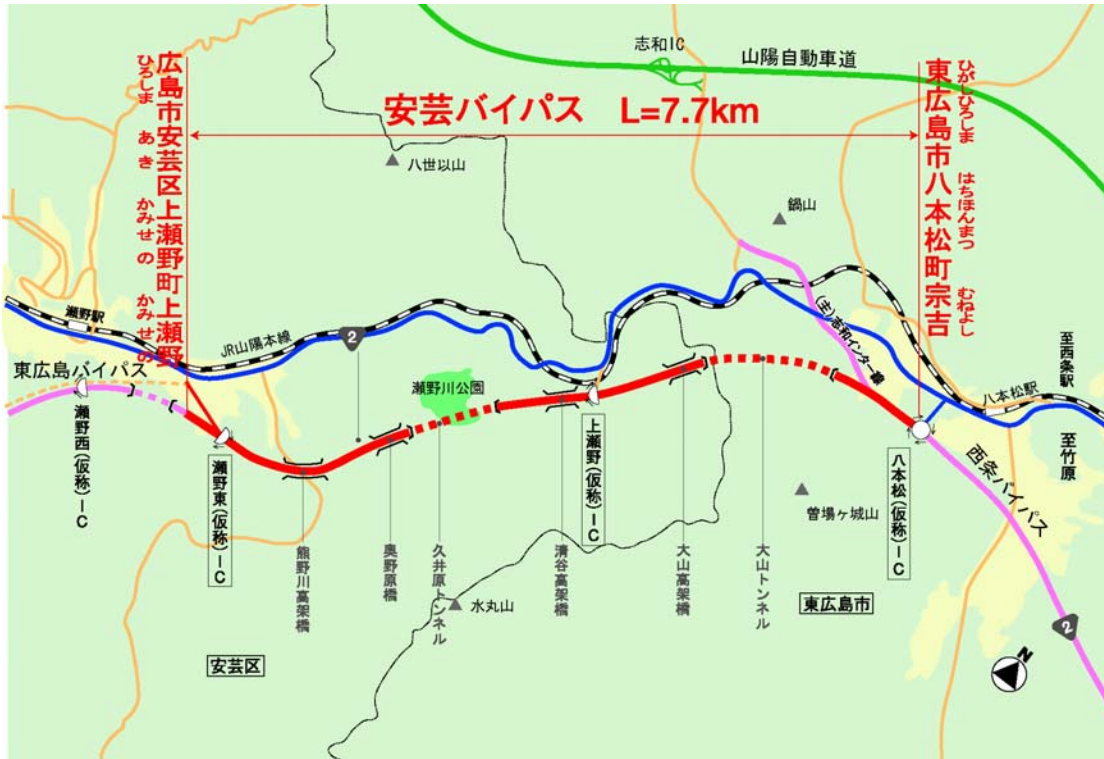 志和IC
山陽自動車道
安芸バイパス L=7.7km
広島市安芸区上瀬野町上瀬野
ひろしま あき かみせの かみせの
東広島市八本松町宗吉
ひがしひろしま はちほんまつ むねよし
八世以山
鍋山
瀬野駅
JR山陽本線
2
(主)志和インター線
東広島バイパス
瀬野川公園
八本松駅
至西条駅
至竹原
瀬野西(仮称)IC
瀬野東(仮称)IC
上瀬野(仮称)IC
八本松(仮称)IC
西条バイパス
曽場ヶ城山
熊野川高架橋
奥野原橋
久井原トンネル
清谷高架橋
大山高架橋
大山トンネル
水丸山
東広島市
安芸区
2
N